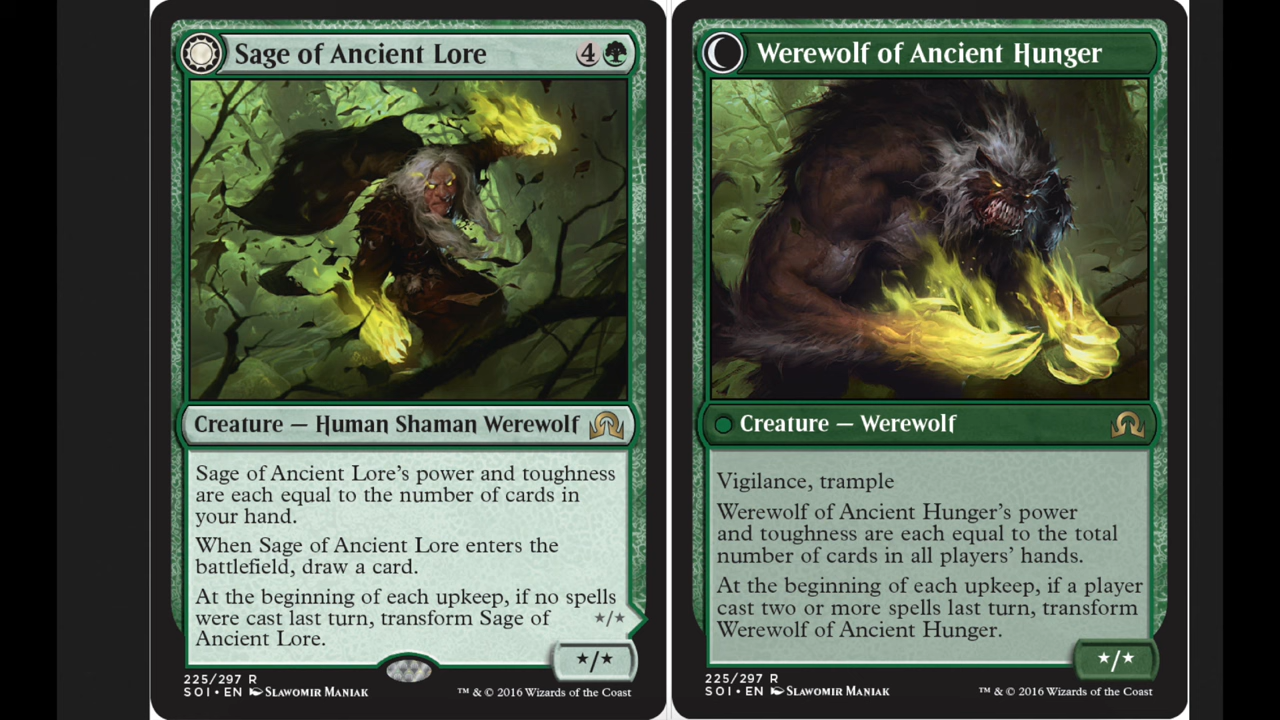 Sage of Ancient Lore 4
Creature — Human Shaman Werewolf
Sage of Ancient Lore's power and toughness
are each equal to the number of cards in
your hand.
When Sage of Ancient Lore enters the
battlefield, draw a card.
At the beginning of each upkeep, if no spells
were cast last turn, transform Sage of
Ancient Lore.
★/★
★/★
225/297 R
SOI • EN Slawomir Maniak
™ & © 2016 Wizards of the Coast
Werewolf of Ancient Hunger
Creature — Werewolf
Vigilance, trample
Werewolf of Ancient Hunger's power
and toughness are each equal to the total
number of cards in all players' hands.
At the beginning of each upkeep, if a player
cast two or more spells last turn, transform
Werewolf of Ancient Hunger.
★/★
225/297 R
SOI • EN Slawomir Maniak
™ & © 2016 Wizards of the Coast